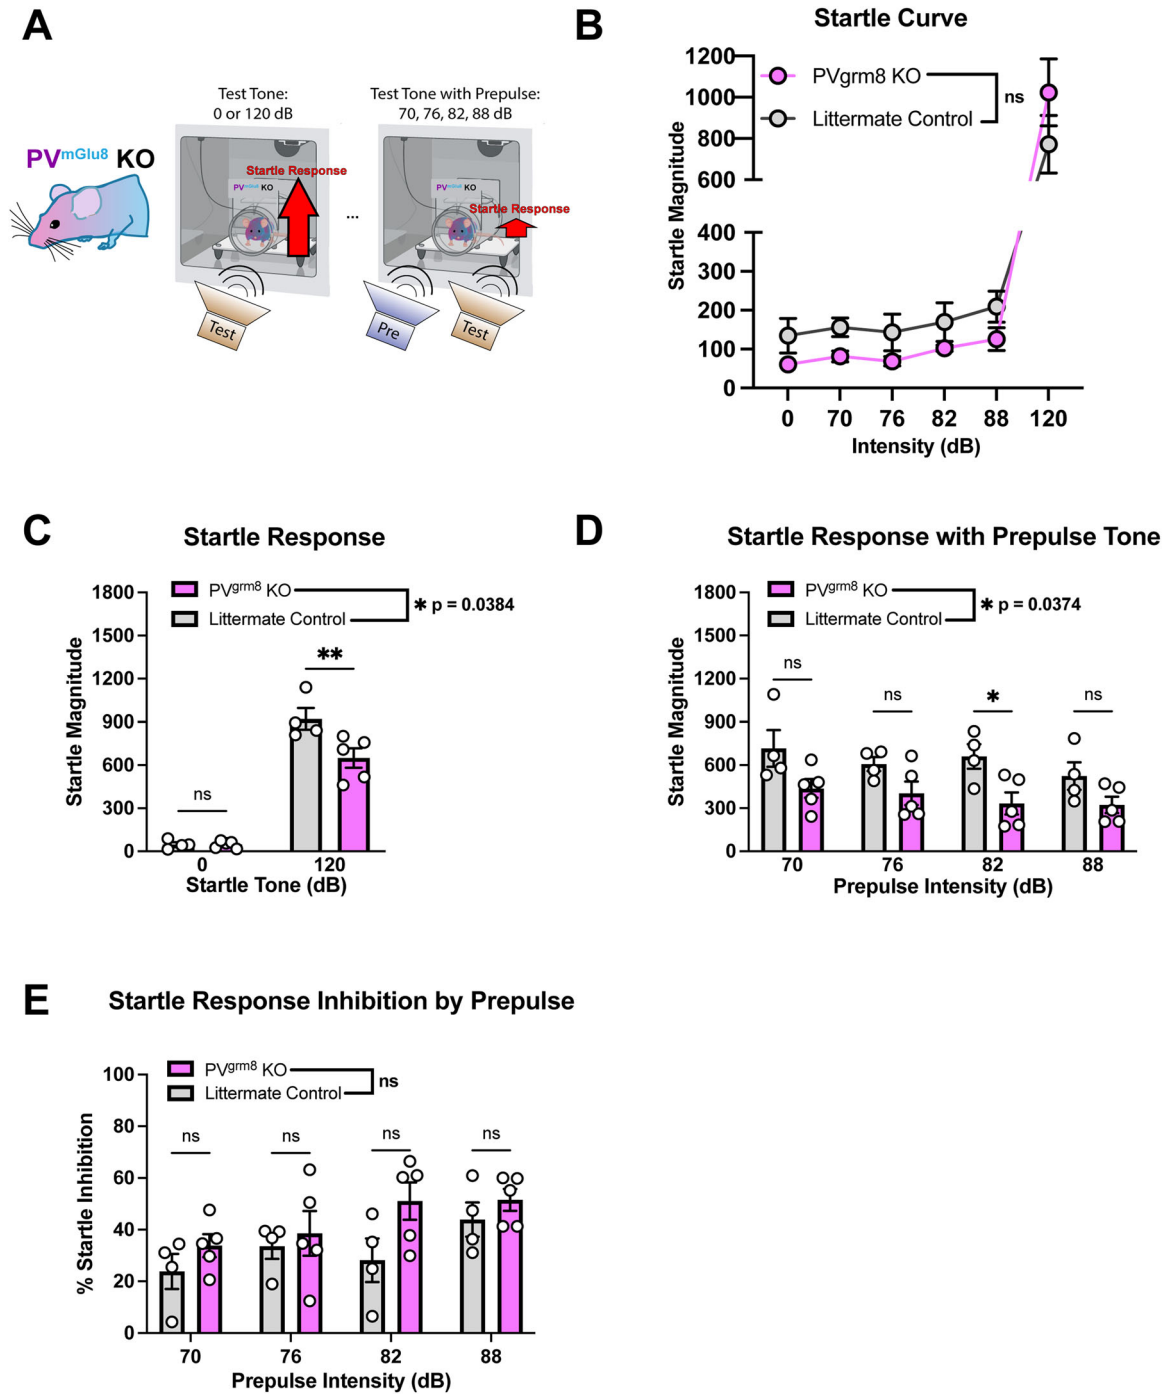 A
Test Tone:
0 or 120 dB
Test Tone with Prepulse:
70, 76, 82, 88 dB
PVmGlu8 KO
Startle Response
PVmGlu8 KO
...
Startle Response
PVmGlu8 KO
Test
Pre
Test
B
Startle Curve
PVgrm8 KO
Littermate Control
ns
Startle Magnitude
1200
1000
800
600
400
300
200
100
0
0 70 76 82 88 120
Intensity (dB)
C
Startle Response
PVgrm8 KO
Littermate Control
* p = 0.0384
Startle Magnitude
1800
1500
1200
900
600
300
0
ns
**
0 120
Startle Tone (dB)
D
Startle Response with Prepulse Tone
PVgrm8 KO
Littermate Control
* p = 0.0374
Startle Magnitude
1800
1500
1200
900
600
300
0
ns
ns
*
ns
70 76 82 88
Prepulse Intensity (dB)
E
Startle Response Inhibition by Prepulse
PVgrm8 KO
Littermate Control
ns
% Startle Inhibition
100
80
60
40
20
0
ns
ns
ns
ns
70 76 82 88
Prepulse Intensity (dB)